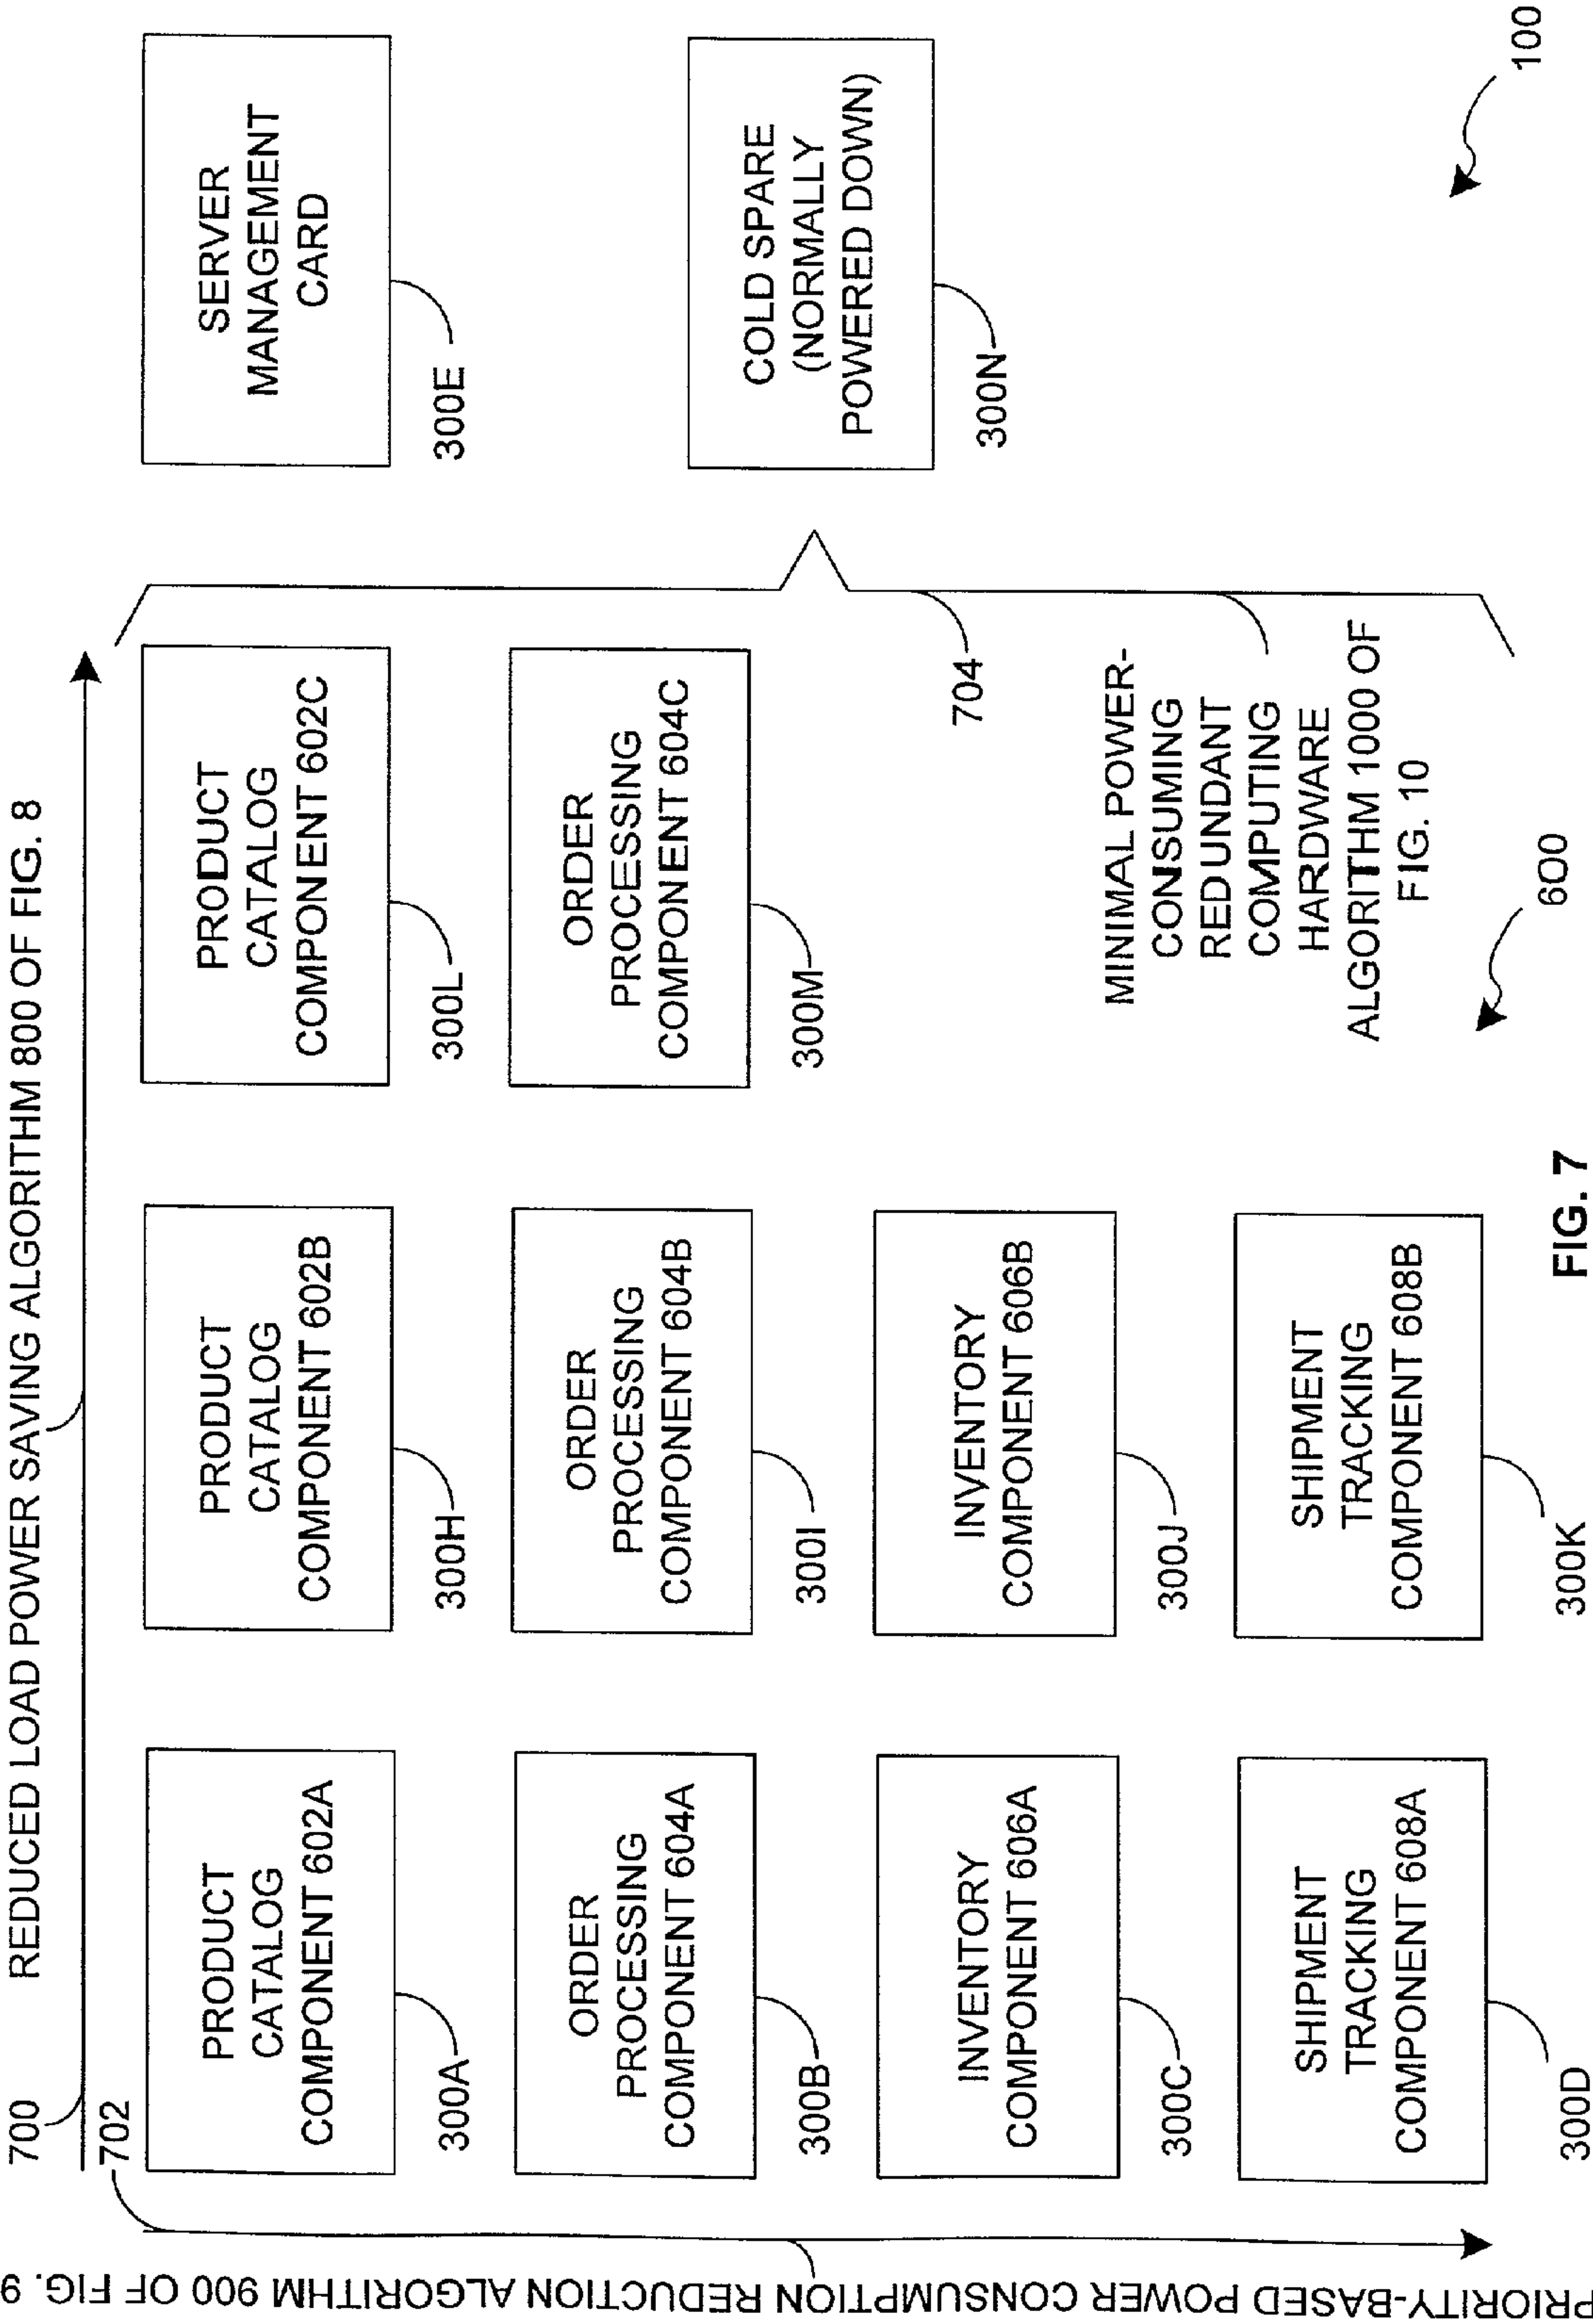 700
REDUCED LOAD POWER SAVING ALGORITHM 800 OF FIG. 8
702
PRIORITY-BASED POWER CONSUMPTION REDUCTION ALGORITHM 900 OF FIG. 9
PRODUCT
CATALOG
COMPONENT 602A
300A
PRODUCT
CATALOG
COMPONENT 602B
300H
PRODUCT
CATALOG
COMPONENT 602C
300L
SERVER
MANAGEMENT
CARD
300E
ORDER
PROCESSING
COMPONENT 604A
300B
ORDER
PROCESSING
COMPONENT 604B
300I
ORDER
PROCESSING
COMPONENT 604C
300M
COLD SPARE
(NORMALLY
POWERED DOWN)
300N
704
INVENTORY
COMPONENT 606A
300C
INVENTORY
COMPONENT 606B
300J
MINIMAL POWER-
CONSUMING
REDUNDANT
COMPUTING
HARDWARE
ALGORITHM 1000 OF
FIG. 10
SHIPMENT
TRACKING
COMPONENT 608A
300D
SHIPMENT
TRACKING
COMPONENT 608B
300K
600
100
FIG. 7